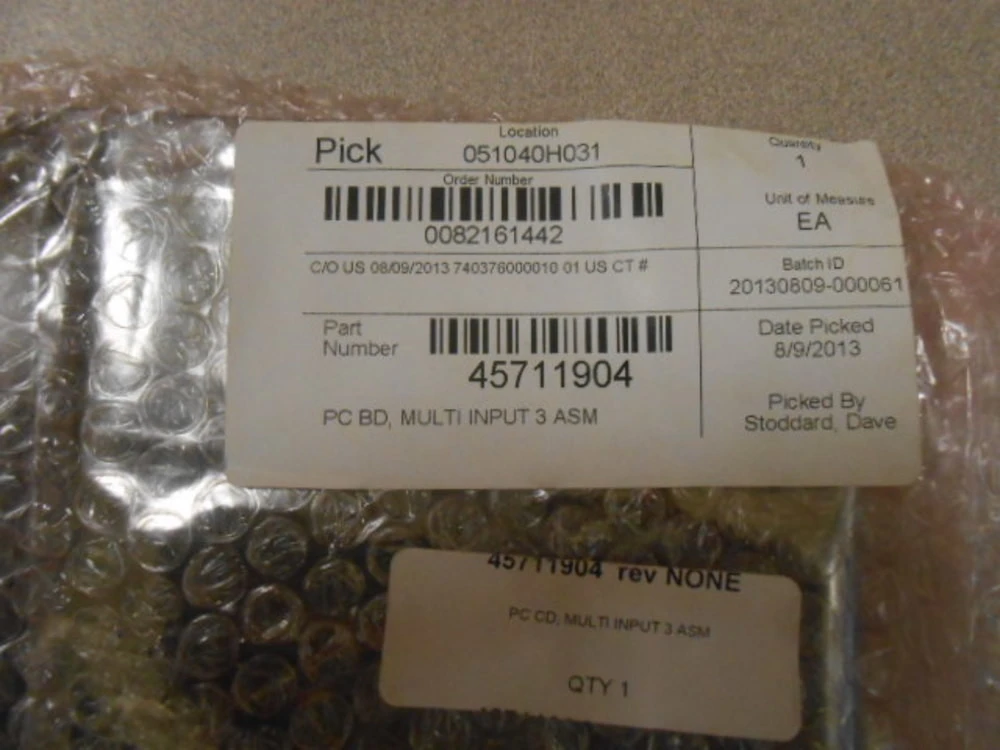 Pick
Location
051040H031
Order Number
0082161442
C/O US 08/09/2013 740376000010 01 US CT #
Part
Number
45711904
PC BD, MULTI INPUT 3 ASM
Quantity
1
Unit of Measure
EA
Batch ID
20130809-000061
Date Picked
8/9/2013
Picked By
Stoddard, Dave
45711904 rev NONE
PC CD, MULTI INPUT 3 ASM
QTY 1